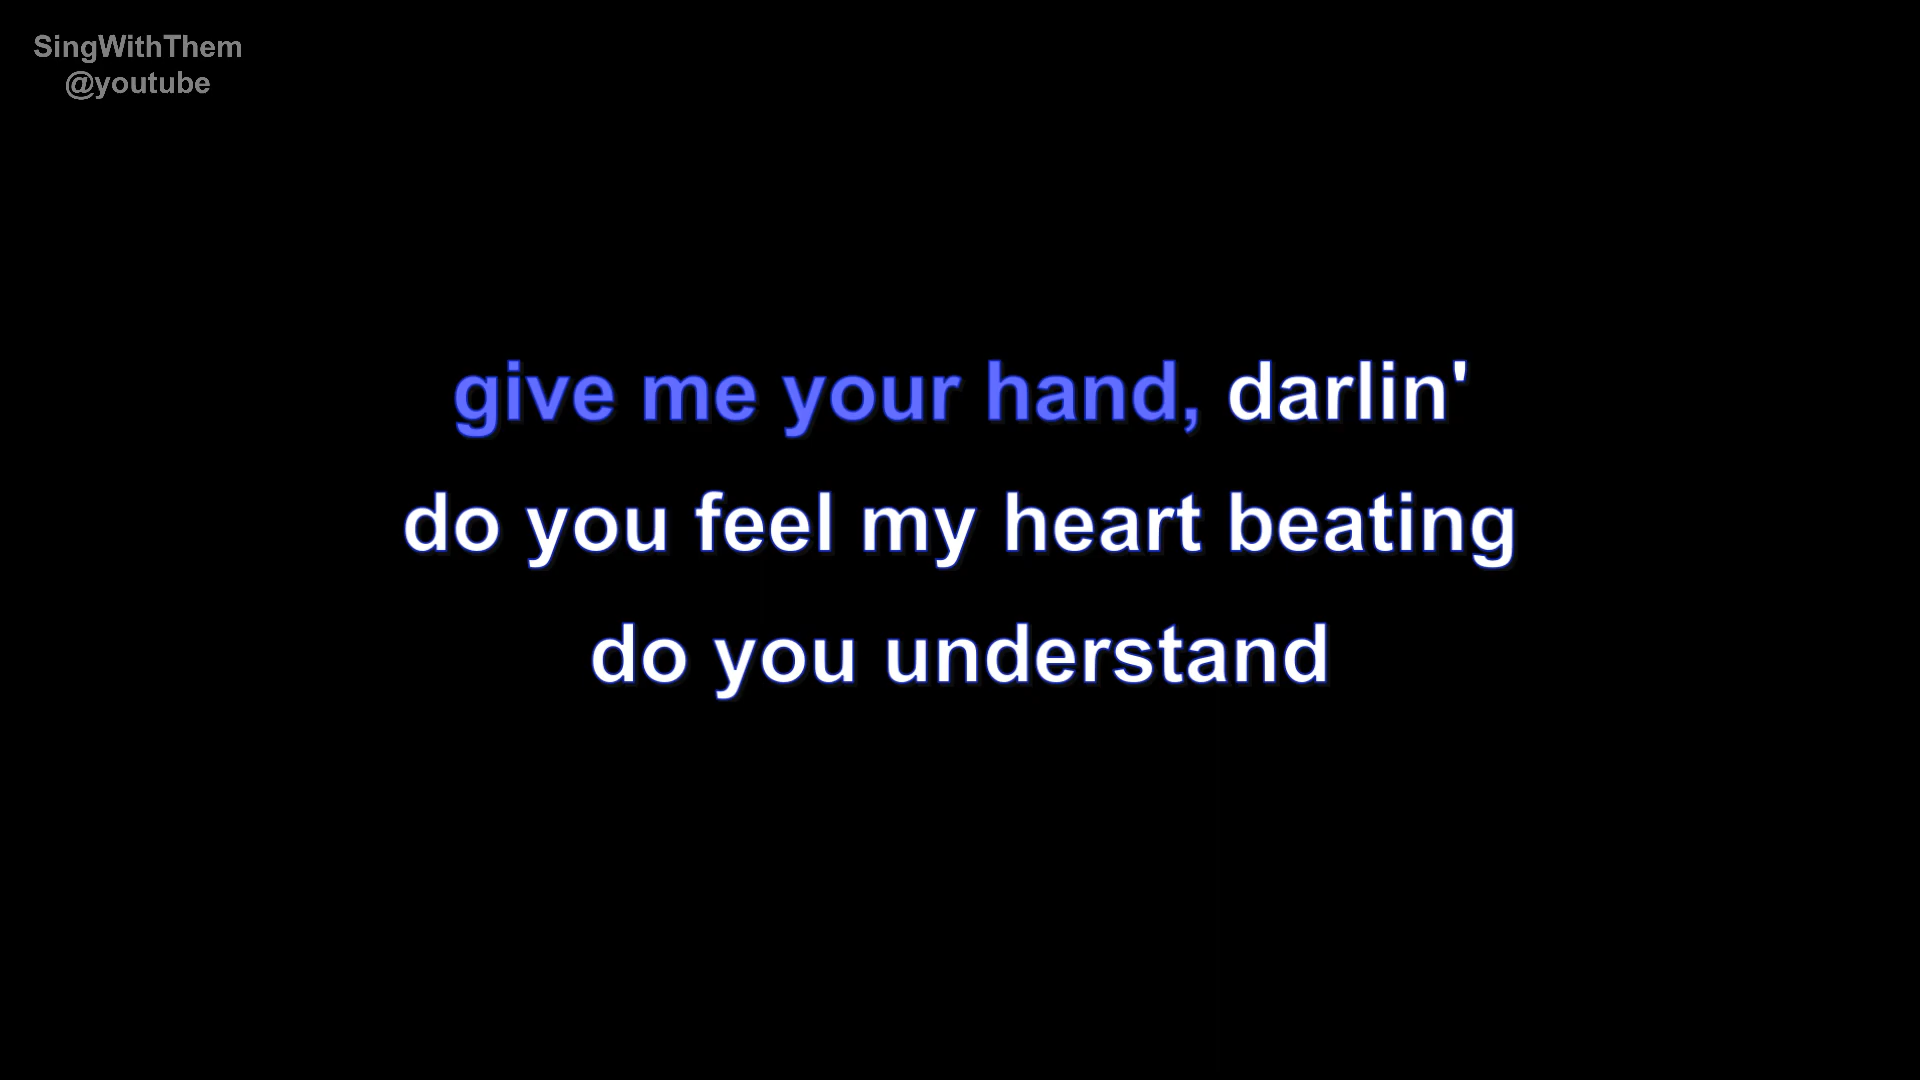 SingWithThem
@youtube
give me your hand, darlin'
do you feel my heart beating
do you understand